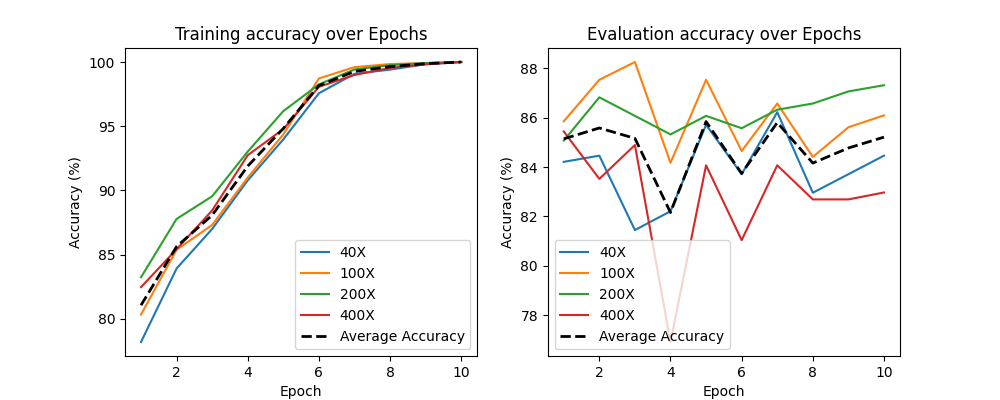 Training accuracy over Epochs
Accuracy (%)
100
95
90
85
80
2
4
6
8
10
Epoch
40X
100X
200X
400X
Average Accuracy
Evaluation accuracy over Epochs
Accuracy (%)
88
86
84
82
80
78
2
4
6
8
10
Epoch
40X
100X
200X
400X
Average Accuracy